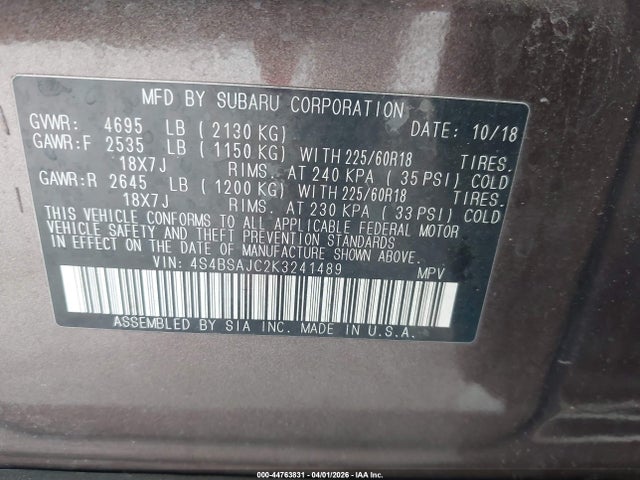 MFD BY SUBARU CORPORATION
GVWR: 4695 LB ( 2130 KG) DATE: 10/18
GAWR:F 2535 LB ( 1150 KG) WITH 225/60R18 TIRES.
18X7J RIMS. AT 240 KPA ( 35 PSI) COLD
GAWR:R 2645 LB ( 1200 KG) WITH 225/60R18 TIRES.
18X7J RIMS. AT 230 KPA ( 33 PSI) COLD
THIS VEHICLE CONFORMS TO ALL APPLICABLE FEDERAL MOTOR
VEHICLE SAFETY AND THEFT PREVENTION STANDARDS
IN EFFECT ON THE DATE OF MANUFACTURE SHOWN ABOVE.
VIN: 4S4BSAJC2K3241489 MPV
ASSEMBLED BY SIA INC. MADE IN U.S.A.
000-44763831 - 04/01/2026 - IAA Inc.